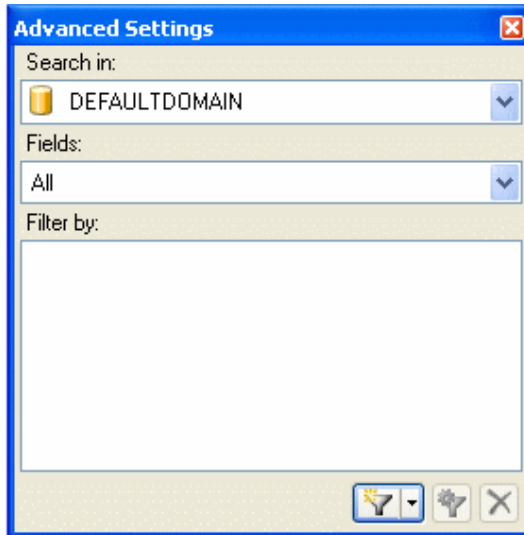 Advanced Settings
Search in:
DEFAULTDOMAIN
Fields:
All
Filter by: